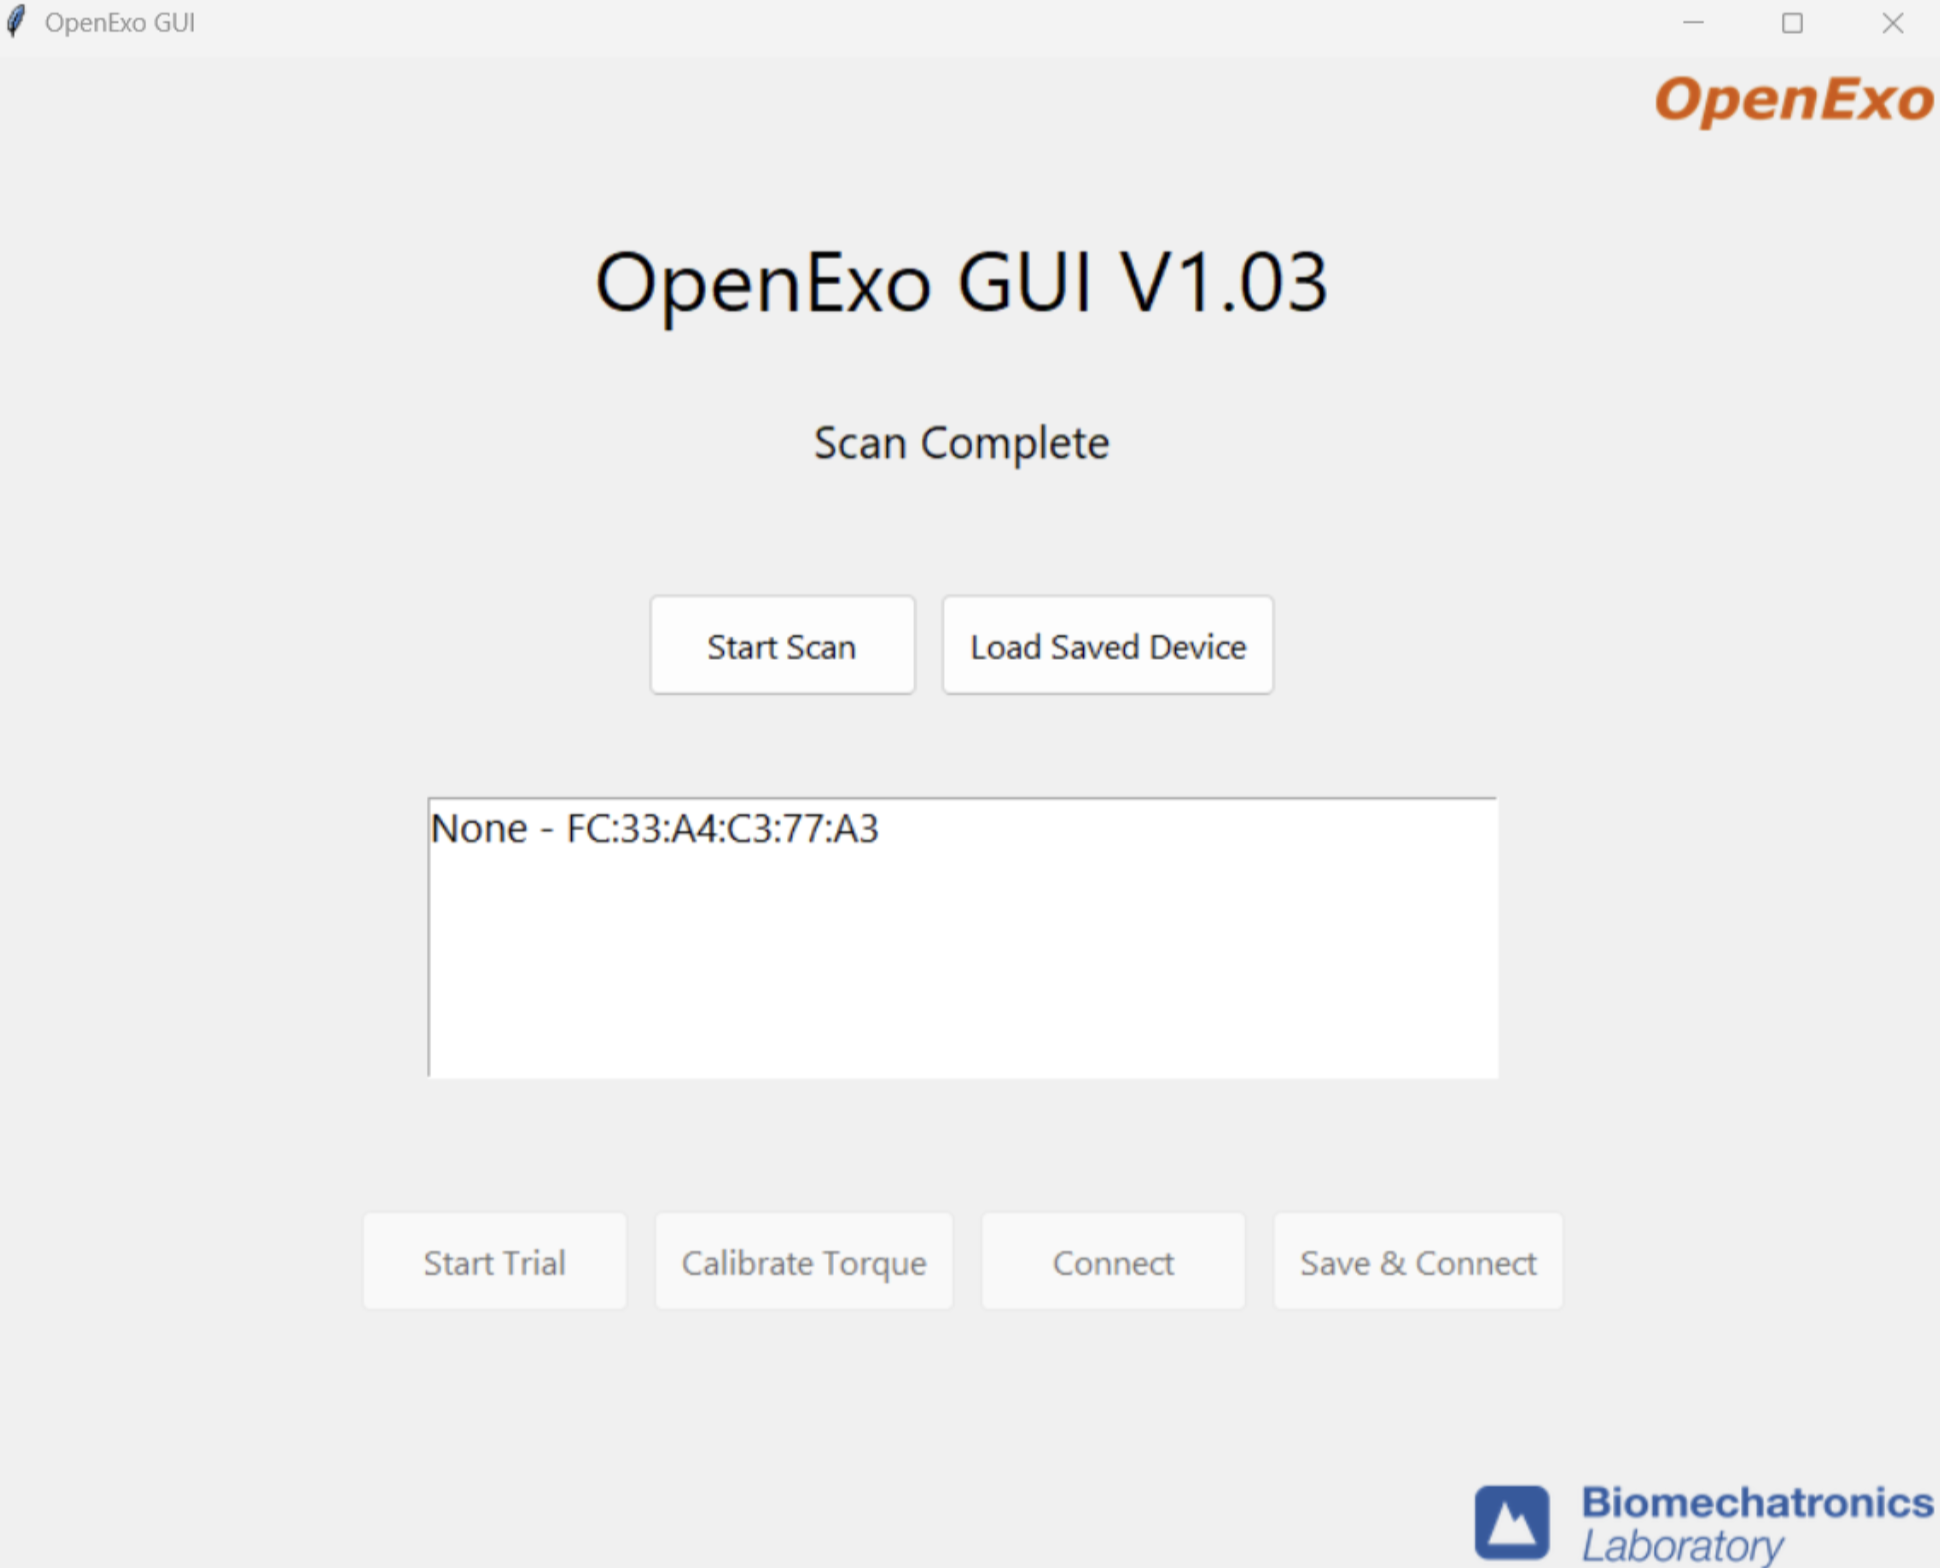 OpenExo GUI
OpenExo
OpenExo GUI V1.03
Scan Complete
Start Scan
Load Saved Device
None - FC:33:A4:C3:77:A3
Start Trial
Calibrate Torque
Connect
Save & Connect
Biomechatronics
Laboratory